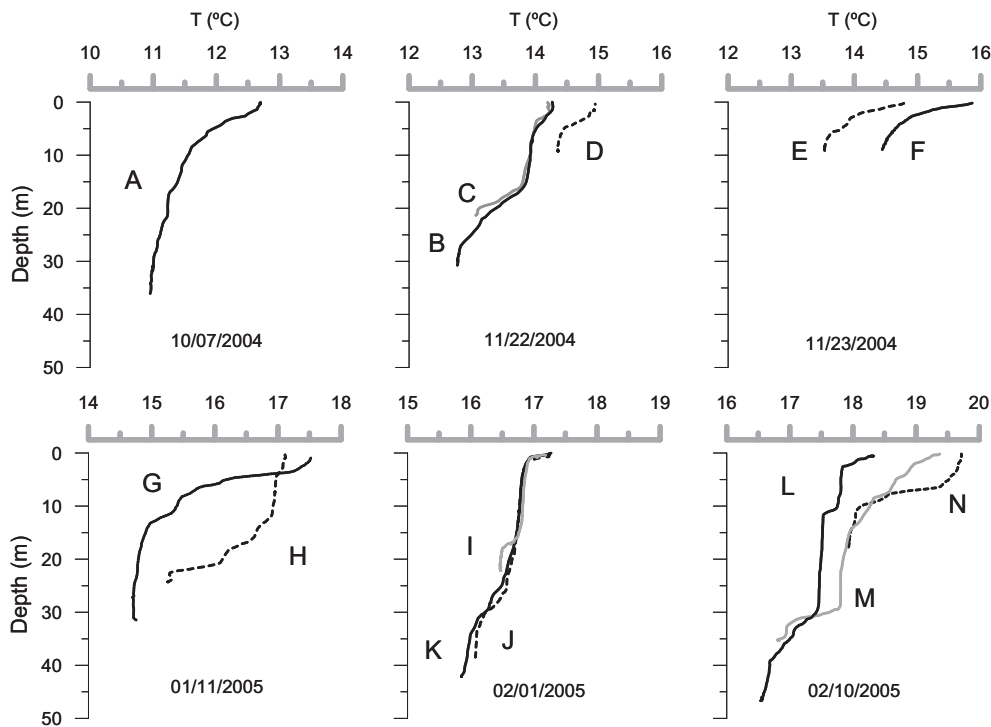 T (ºC) T (ºC) T (ºC)
10 11 12 13 14 12 13 14 15 16 12 13 14 15 16
0
10
20
30
40
50
Depth (m)
A
B
C
D
E
F
10/07/2004 11/22/2004 11/23/2004
14 15 16 17 18 15 16 17 18 19 16 17 18 19 20
0
10
20
30
40
50
Depth (m)
G
H
I
J
K
L
M
N
01/11/2005 02/01/2005 02/10/2005